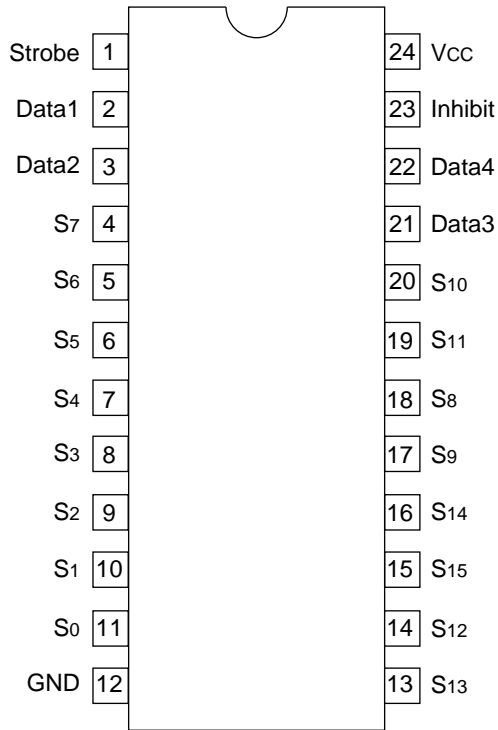 Strobe 1 24 VCC
Data1 2 23 Inhibit
Data2 3 22 Data4
S7 4 21 Data3
S6 5 20 S10
S5 6 19 S11
S4 7 18 S8
S3 8 17 S9
S2 9 16 S14
S1 10 15 S15
S0 11 14 S12
GND 12 13 S13